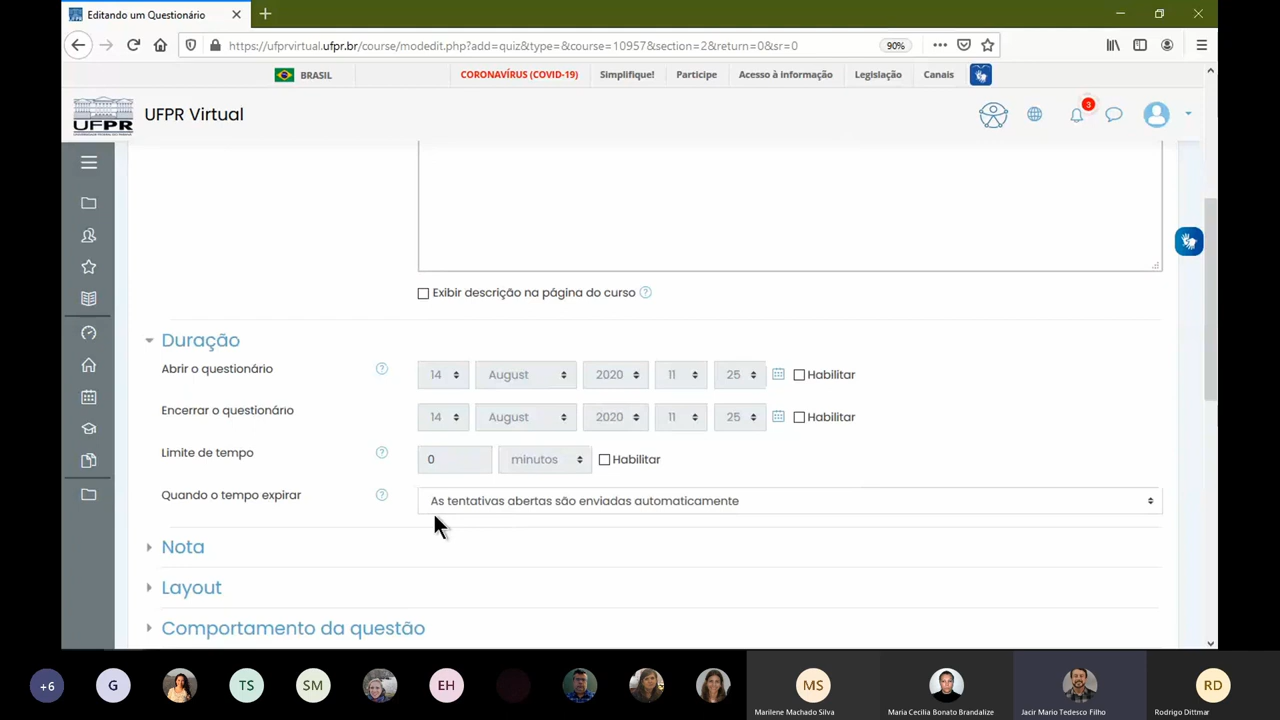 Editando um Questionário
https://ufprvirtual.ufpr.br/course/modedit.php?add=quiz&type=&course=10957&section=2&return=0&sr=0
90%
BRASIL
CORONAVÍRUS (COVID-19)
Simplifique!
Participe
Acesso à informação
Legislação
Canais
UFPR
UFPR Virtual
3
Exibir descrição na página do curso
Duração
Abrir o questionário
14 August 2020 11 25 Habilitar
Encerrar o questionário
14 August 2020 11 25 Habilitar
Limite de tempo
0 minutos Habilitar
Quando o tempo expirar
As tentativas abertas são enviadas automaticamente
Nota
Layout
Comportamento da questão
+6
G
TS
SM
EH
MS
RD
Marilene Machado Silva
Maria Cecilia Bonato Brandalize
Jacir Mario Tedesco Filho
Rodrigo Dittmar